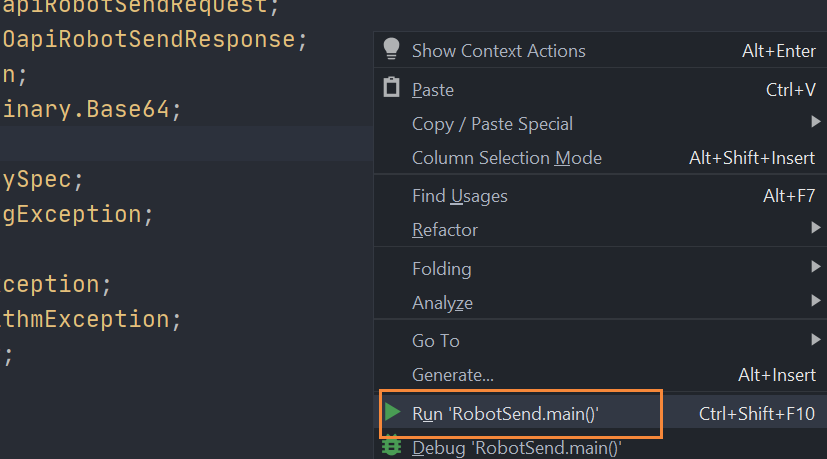 apiRobotSendRequest;
OapiRobotSendResponse;
n;
inary.Base64;
ySpec;
gException;
ception;
ithmException;
;
Show Context Actions Alt+Enter
Paste Ctrl+V
Copy / Paste Special
Column Selection Mode Alt+Shift+Insert
Find Usages Alt+F7
Refactor
Folding
Analyze
Go To
Generate... Alt+Insert
Run 'RobotSend.main()' Ctrl+Shift+F10
Debug 'RobotSend.main()'